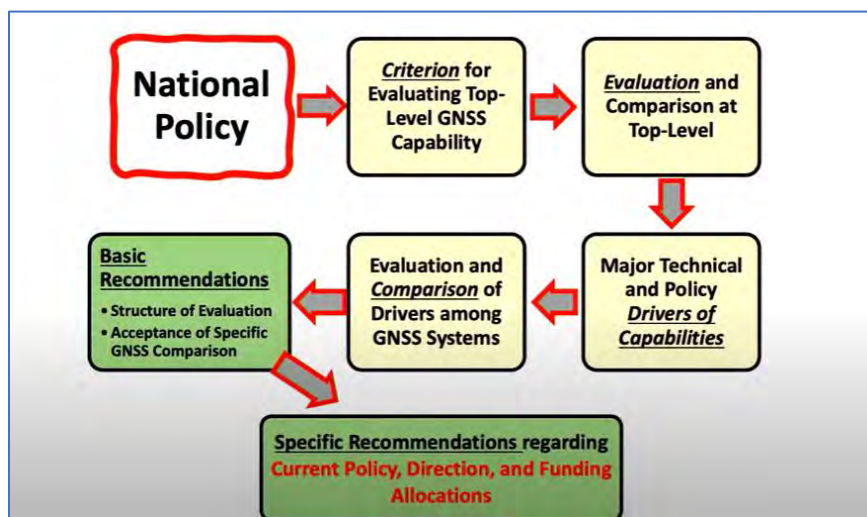 National
Policy
Criterion for
Evaluating Top-
Level GNSS
Capability
Evaluation and
Comparison at
Top-Level
Major Technical
and Policy
Drivers of
Capabilities
Evaluation and
Comparison of
Drivers among
GNSS Systems
Basic
Recommendations
• Structure of Evaluation
• Acceptance of Specific
GNSS Comparison
Specific Recommendations regarding
Current Policy, Direction, and Funding
Allocations